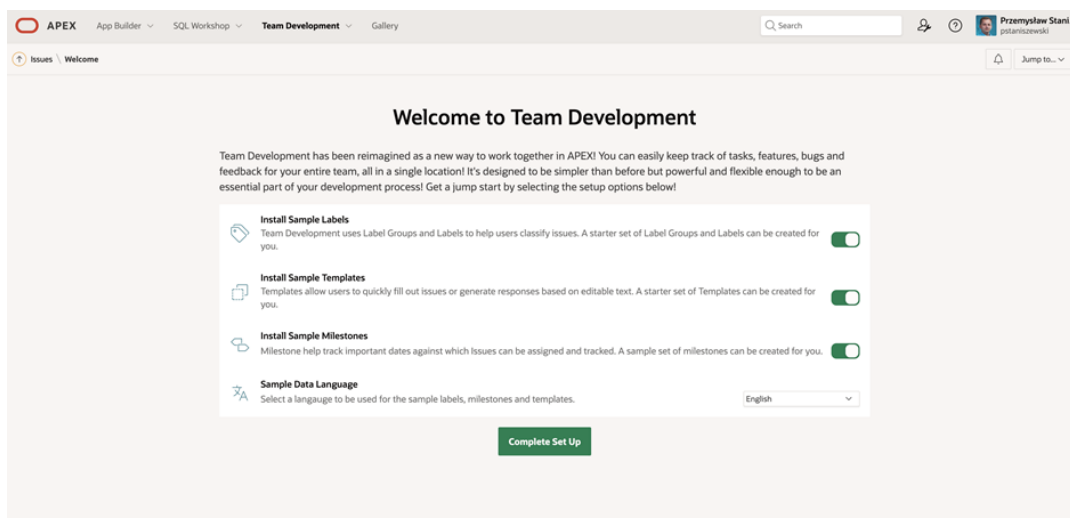 APEX App Builder SQL Workshop Team Development Gallery Search Przemysław Stani
pstaniszewski
Issues \ Welcome Jump to...
Welcome to Team Development
Team Development has been reimagined as a new way to work together in APEX! You can easily keep track of tasks, features, bugs and
feedback for your entire team, all in a single location! It's designed to be simpler than before but powerful and flexible enough to be an
essential part of your development process! Get a jump start by selecting the setup options below!
Install Sample Labels
Team Development uses Label Groups and Labels to help users classify issues. A starter set of Label Groups and Labels can be created for
you.
Install Sample Templates
Templates allow users to quickly fill out issues or generate responses based on editable text. A starter set of Templates can be created for
you.
Install Sample Milestones
Milestone help track important dates against which Issues can be assigned and tracked. A sample set of milestones can be created for you.
Sample Data Language
Select a langauge to be used for the sample labels, milestones and templates.
English
Complete Set Up